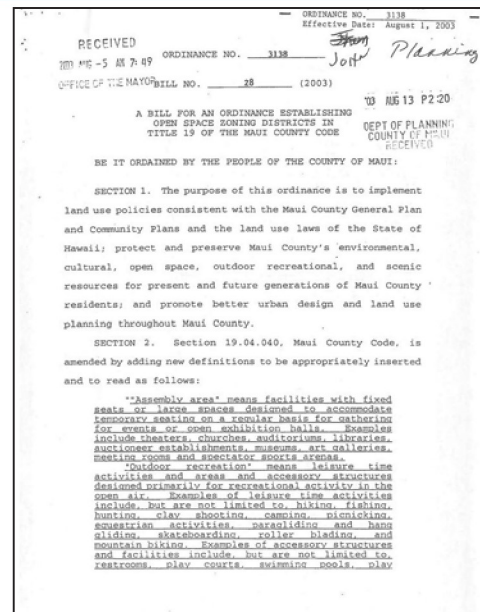 ORDINANCE NO. 3138
Effective Date: August 1, 2003
RECEIVED
ORDINANCE NO. 3138
John Planning
2003 AUG -5 AM 7:49
OFFICE OF THE MAYOR
BILL NO. 28 (2003)
'03 AUG 13 P2:20
A BILL FOR AN ORDINANCE ESTABLISHING
OPEN SPACE ZONING DISTRICTS IN
TITLE 19 OF THE MAUI COUNTY CODE
DEPT OF PLANNING
COUNTY OF MAUI
RECEIVED
BE IT ORDAINED BY THE PEOPLE OF THE COUNTY OF MAUI:
SECTION 1. The purpose of this ordinance is to implement
land use policies consistent with the Maui County General Plan
and Community Plans and the land use laws of the State of
Hawaii; protect and preserve Maui County's environmental,
cultural, open space, outdoor recreational, and scenic
resources for present and future generations of Maui County
residents; and promote better urban design and land use
planning throughout Maui County.
SECTION 2. Section 19.04.040, Maui County Code, is
amended by adding new definitions to be appropriately inserted
and to read as follows:
""Assembly area" means facilities with fixed
seats or large spaces designed to accommodate
temporary seating on a regular basis for gathering
for events or open exhibition halls. Examples
include theaters, churches, auditoriums, libraries,
auctioneer establishments, museums, art galleries,
meeting rooms and spectator sports arenas.
"Outdoor recreation" means leisure time
activities and areas and accessory structures
designed primarily for recreational activity in the
open air. Examples of leisure time activities
include, but are not limited to, hiking, fishing,
hunting, clay shooting, camping, picnicking,
equestrian activities, paragliding and hang
gliding, skateboarding, roller blading, and
mountain biking. Examples of accessory structures
and facilities include, but are not limited to,
restrooms, play courts, swimming pools, play